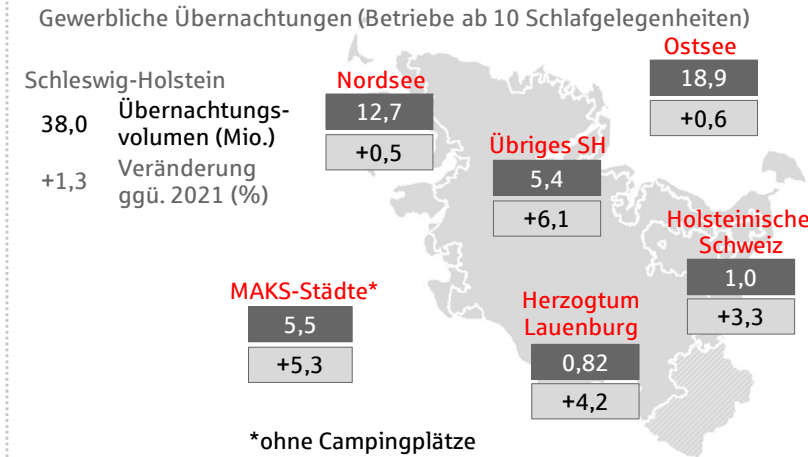 Gewerbliche Übernachtungen (Betriebe ab 10 Schlafgelegenheiten)
Schleswig-Holstein
38,0 Übernachtungs-
volumen (Mio.)
+1,3 Veränderung
ggü. 2021 (%)
Nordsee
12,7
+0,5
Ostsee
18,9
+0,6
Übriges SH
5,4
+6,1
Holsteinische
Schweiz
1,0
+3,3
MAKS-Städte*
5,5
+5,3
Herzogtum
Lauenburg
0,82
+4,2
*ohne Campingplätze